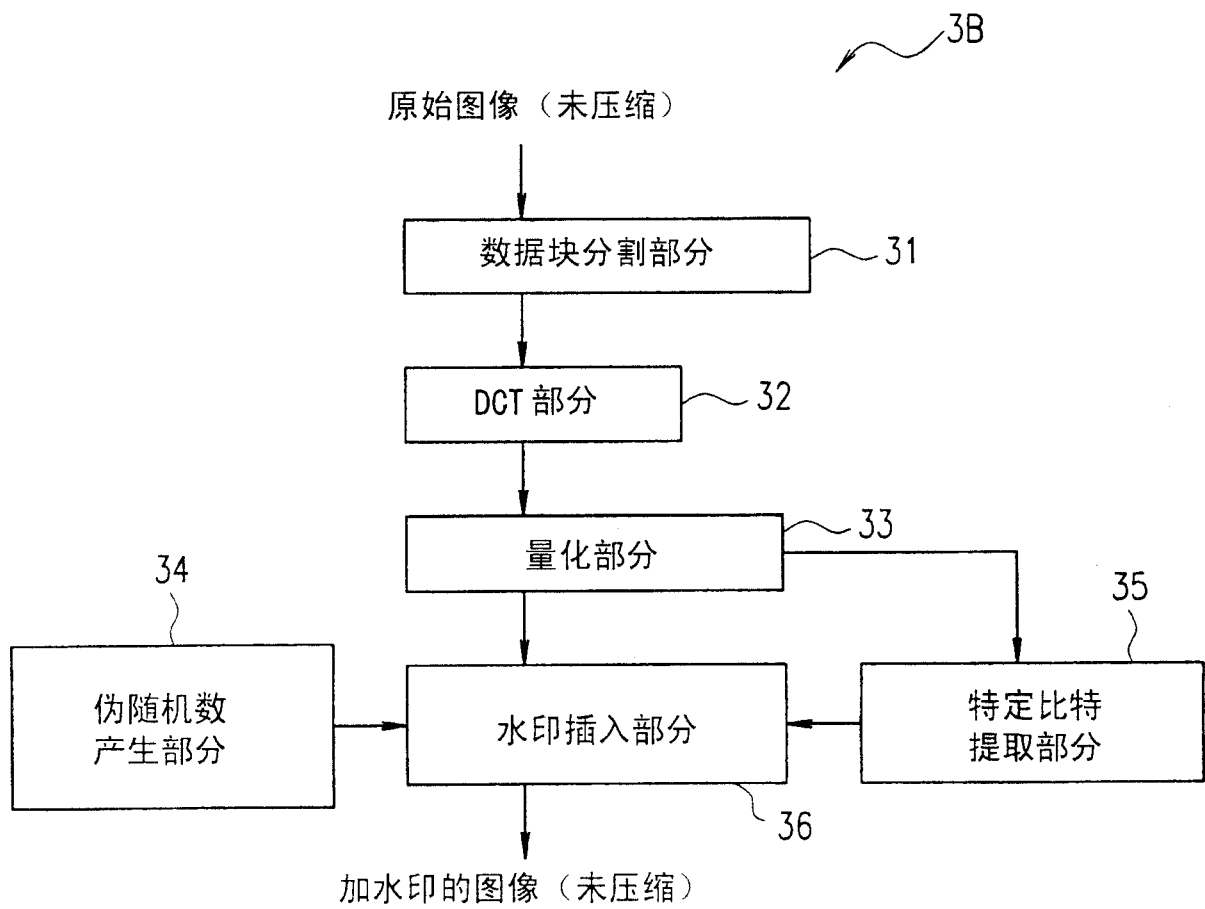 3B
原始图像（未压缩）
数据块分割部分
31
DCT 部分
32
量化部分
33
34
35
伪随机数
产生部分
水印插入部分
特定比特
提取部分
36
加水印的图像（未压缩）